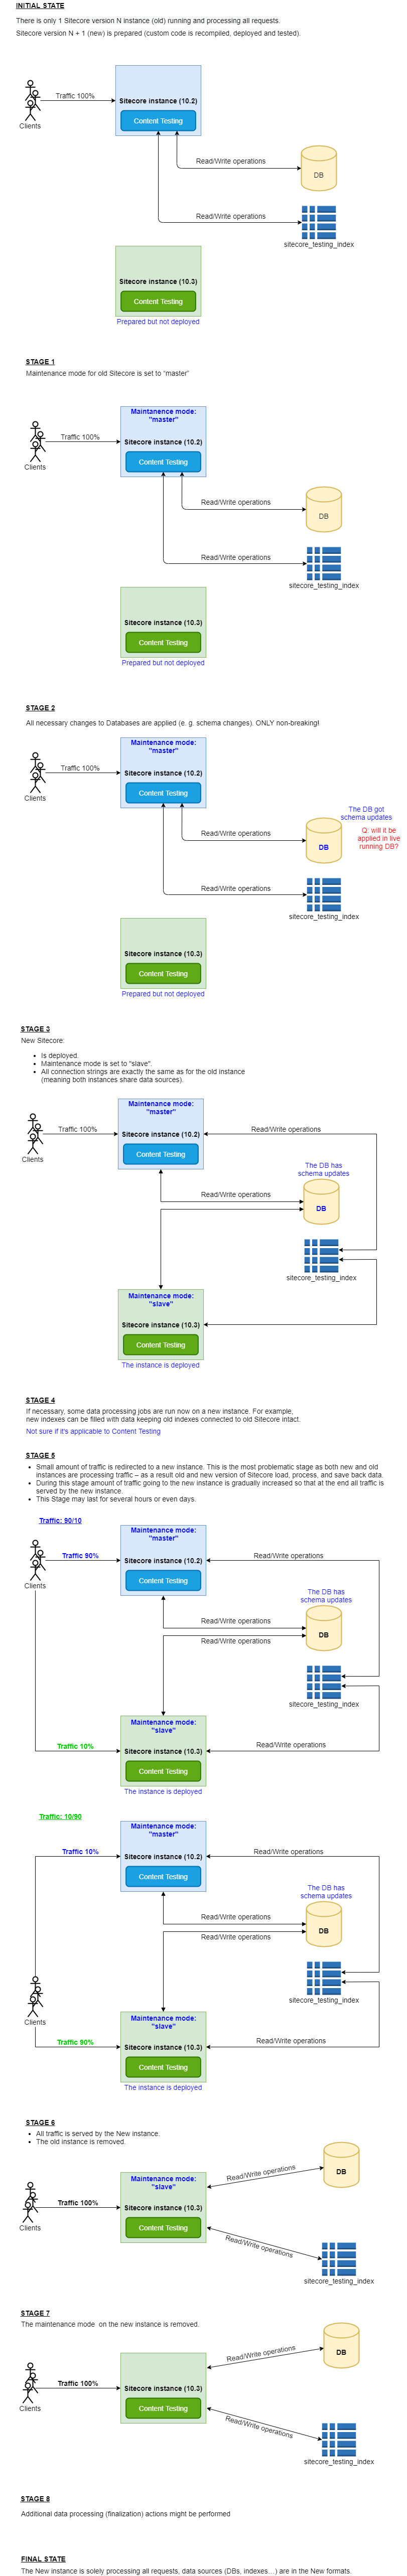 INITIAL STATE
There is only 1 Sitecore version N instance (old) running and processing all requests.
Sitecore version N + 1 (new) is prepared (custom code is recompiled, deployed and tested).
Traffic 100%
Clients
Sitecore instance (10.2)
Content Testing
Read/Write operations
DB
Read/Write operations
sitecore_testing_index
Sitecore instance (10.3)
Content Testing
Prepared but not deployed
STAGE 1
Maintenance mode for old Sitecore is set to “master”
Maintanence mode:
"master"
Traffic 100%
Sitecore instance (10.2)
Clients
Content Testing
Read/Write operations
DB
Read/Write operations
sitecore_testing_index
Sitecore instance (10.3)
Content Testing
Prepared but not deployed
STAGE 2
All necessary changes to Databases are applied (e. g. schema changes). ONLY non-breaking!
Maintenance mode:
"master"
Traffic 100%
Sitecore instance (10.2)
Clients
Content Testing
The DB got
schema updates
Q: will it be
applied in live
running DB?
Read/Write operations
DB
Read/Write operations
sitecore_testing_index
Sitecore instance (10.3)
Content Testing
Prepared but not deployed
STAGE 3
New Sitecore:
• Is deployed.
• Maintenance mode is set to "slave".
• All connection strings are exactly the same as for the old instance
(meaning both instances share data sources).
Maintenance mode:
"master"
Traffic 100%
Sitecore instance (10.2)
Read/Write operations
Clients
Content Testing
The DB has
schema updates
Read/Write operations
DB
sitecore_testing_index
Maintenance mode:
"slave"
Sitecore instance (10.3)
Content Testing
The instance is deployed
STAGE 4
If necessary, some data processing jobs are run now on a new instance. For example,
new indexes can be filled with data keeping old indexes connected to old Sitecore intact.
Not sure if it's applicable to Content Testing
STAGE 5
• Small amount of traffic is redirected to a new instance. This is the most problematic stage as both new and old
instances are processing traffic – as a result old and new version of Sitecore load, process, and save back data.
• During this stage amount of traffic going to the new instance is gradually increased so that at the end all traffic is
served by the new instance.
• This Stage may last for several hours or even days.
Traffic: 90/10
Maintenance mode:
"master"
Traffic 90%
Sitecore instance (10.2)
Read/Write operations
Clients
Content Testing
The DB has
schema updates
Read/Write operations
DB
Read/Write operations
sitecore_testing_index
Maintenance mode:
"slave"
Traffic 10%
Sitecore instance (10.3)
Read/Write operations
Content Testing
The instance is deployed
Traffic: 10/90
Maintenance mode:
"master"
Traffic 10%
Sitecore instance (10.2)
Read/Write operations
Content Testing
The DB has
schema updates
Read/Write operations
DB
Read/Write operations
sitecore_testing_index
Clients
Maintenance mode:
"slave"
Traffic 90%
Sitecore instance (10.3)
Read/Write operations
Content Testing
The instance is deployed
STAGE 6
• All traffic is served by the New instance.
• The old instance is removed.
Maintenance mode:
"slave"
Read/Write operations
DB
Traffic 100%
Sitecore instance (10.3)
Clients
Content Testing
Read/Write operations
sitecore_testing_index
STAGE 7
The maintenance mode on the new instance is removed.
Read/Write operations
DB
Traffic 100%
Sitecore instance (10.3)
Clients
Content Testing
Read/Write operations
sitecore_testing_index
STAGE 8
Additional data processing (finalization) actions might be performed
FINAL STATE
The New instance is solely processing all requests, data sources (DBs, indexes…) are in the New formats.